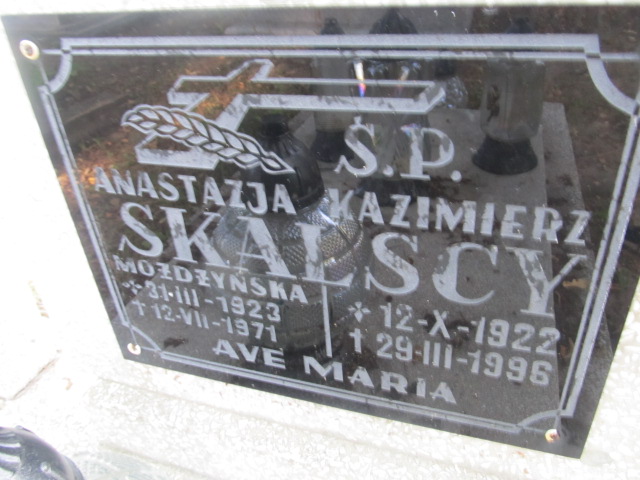 Ś.P.
ANASTAZJA KAZIMIERZ
SKALSCY
MOŻDŻYŃSKA
* 31-III-1923 * 12-X-1922
† 12-VII-1971 † 29-III-1996
AVE MARIA